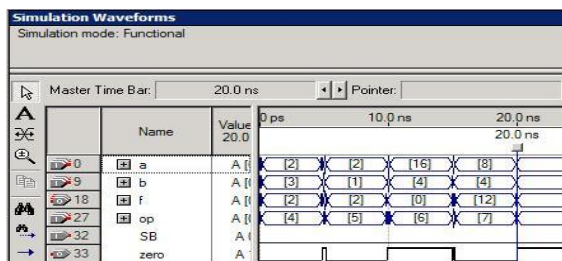 Simulation Waveforms
Simulation mode: Functional
Master Time Bar: 20.0 ns Pointer:
Name Value 20.0 0 ps 10.0 ns 20.0 ns
20.0 ns
0 a A [ [2] [2] [16] [8]
9 b A [ [3] [1] [4] [4]
18 f A [ [2] [2] [0] [12]
27 op A [ [4] [5] [6] [7]
32 SB A
33 zero A